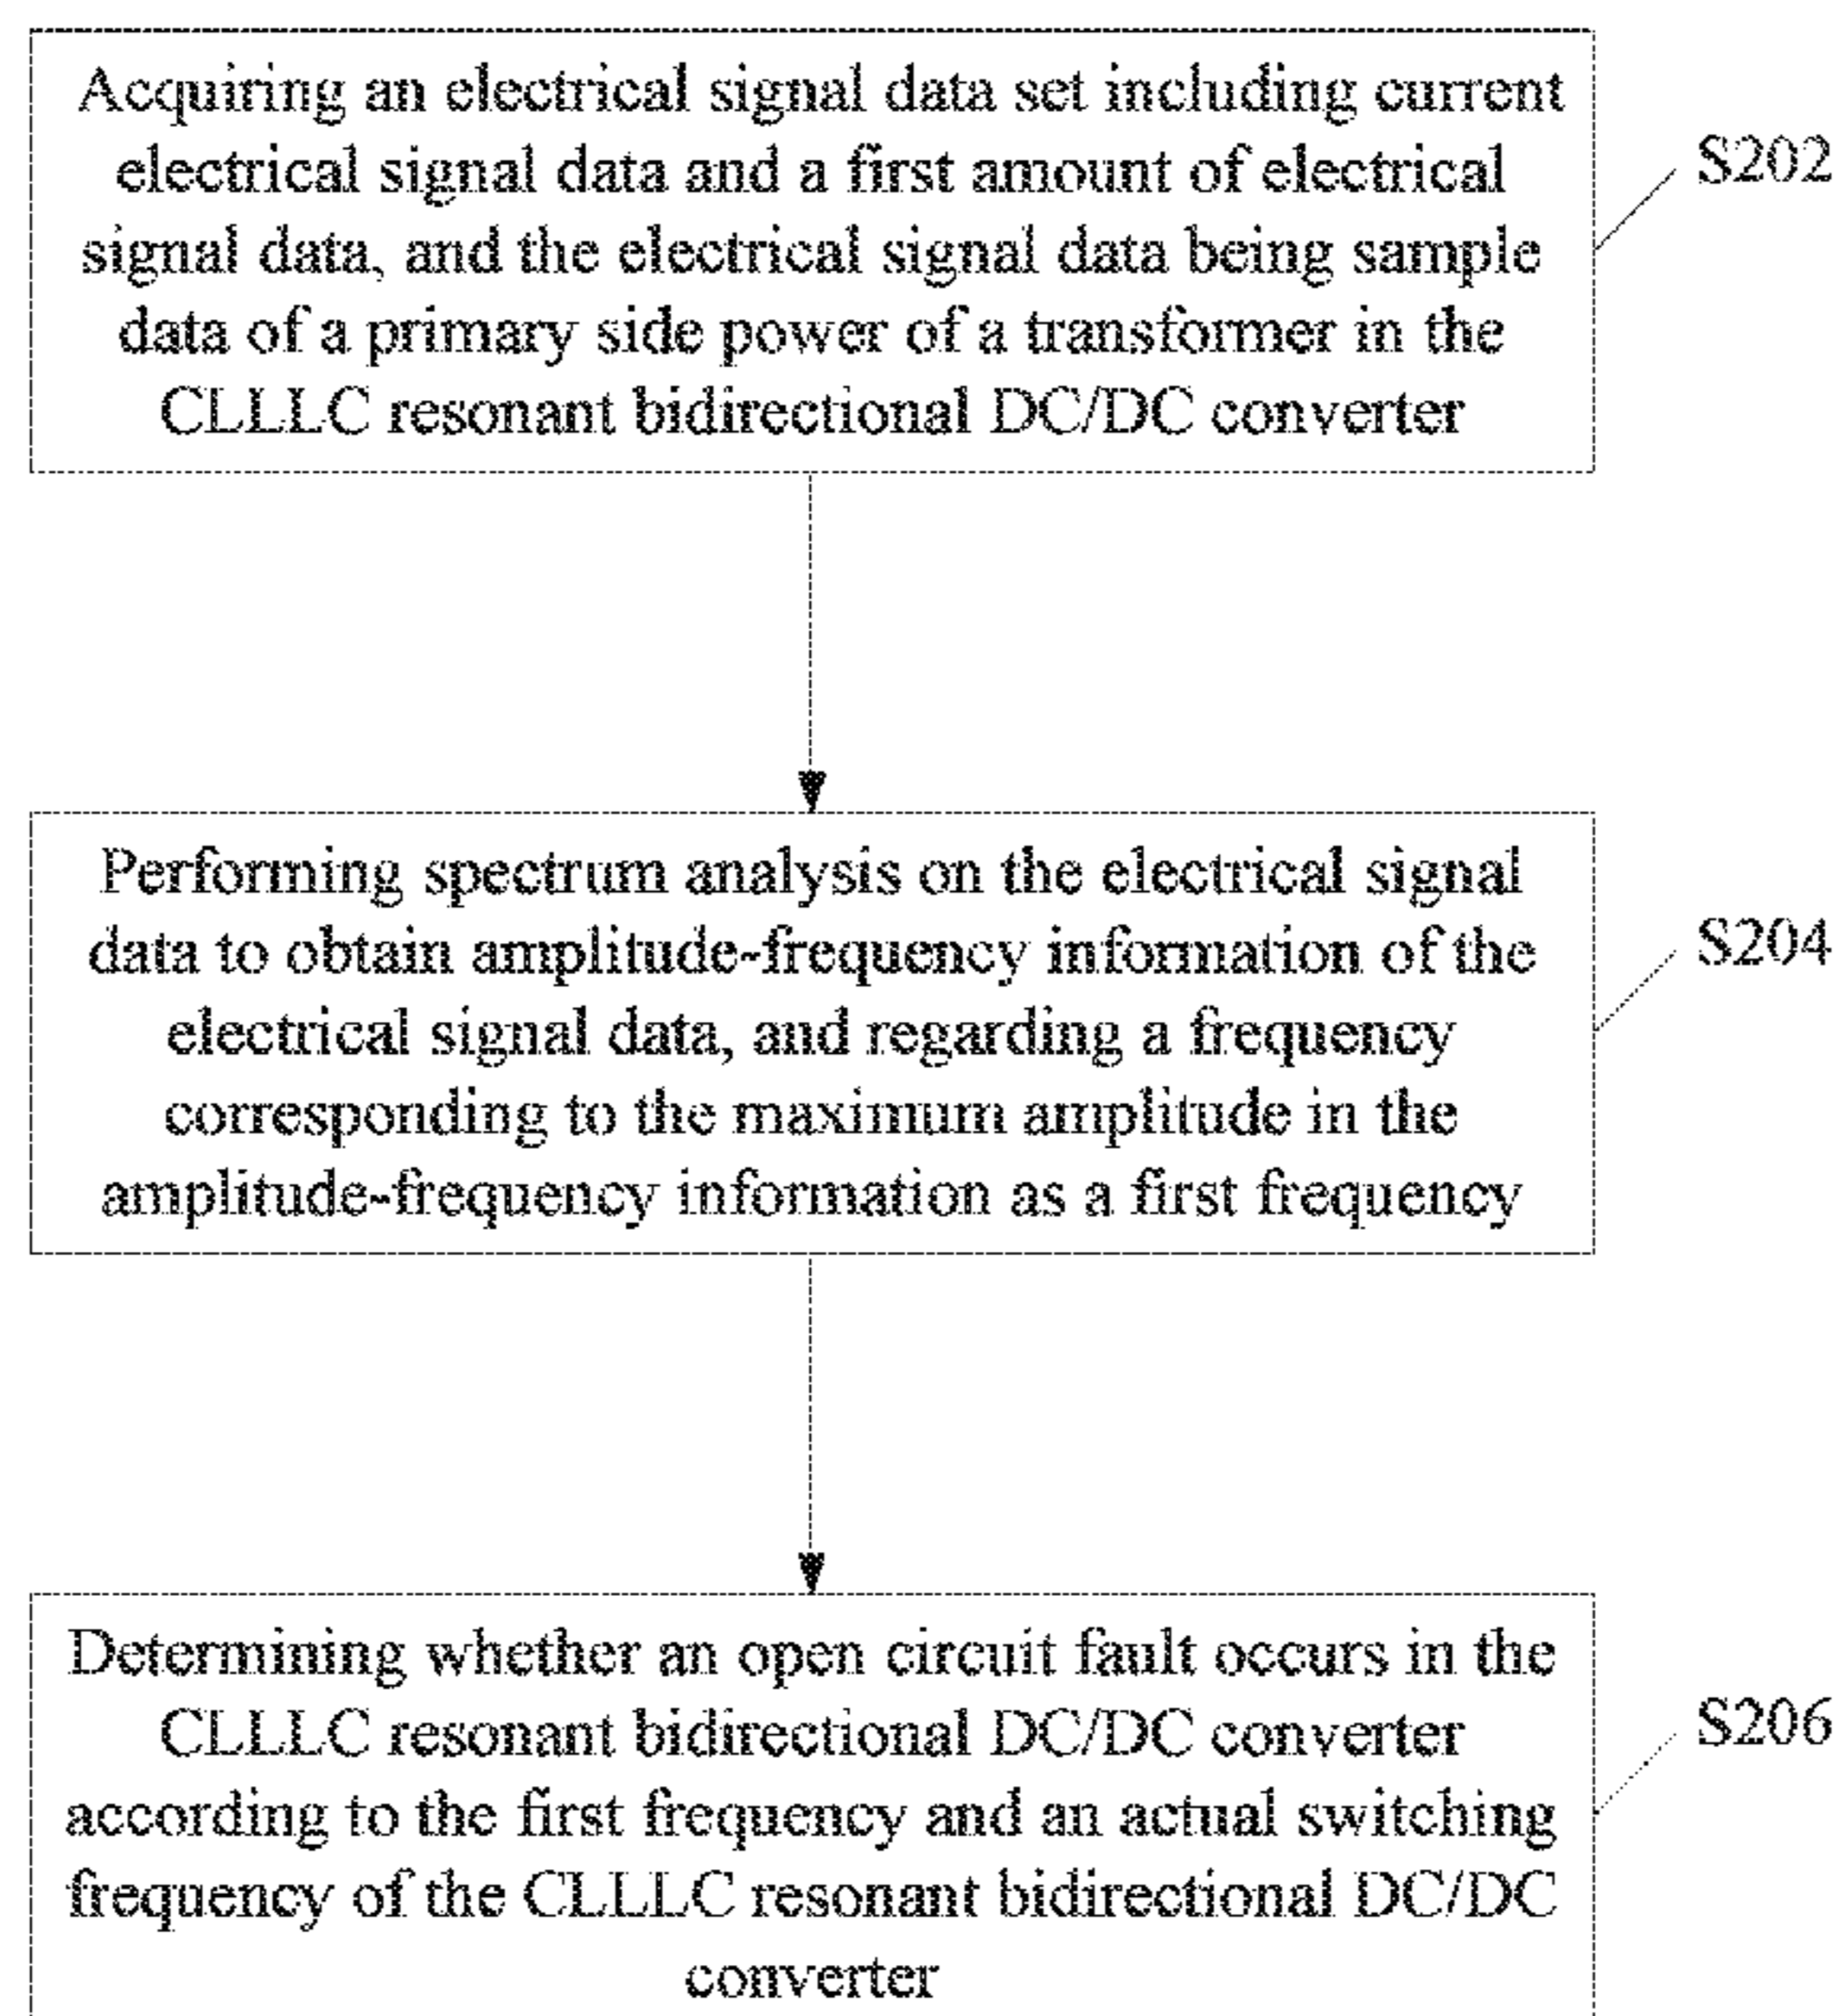 Acquiring an electrical signal data set including current
electrical signal data and a first amount of electrical
signal data, and the electrical signal data being sample
data of a primary side power of a transformer in the
CLLLC resonant bidirectional DC/DC converter
S202
Performing spectrum analysis on the electrical signal
data to obtain amplitude-frequency information of the
electrical signal data, and regarding a frequency
corresponding to the maximum amplitude in the
amplitude-frequency information as a first frequency
S204
Determining whether an open circuit fault occurs in the
CLLLC resonant bidirectional DC/DC converter
according to the first frequency and an actual switching
frequency of the CLLLC resonant bidirectional DC/DC
converter
S206